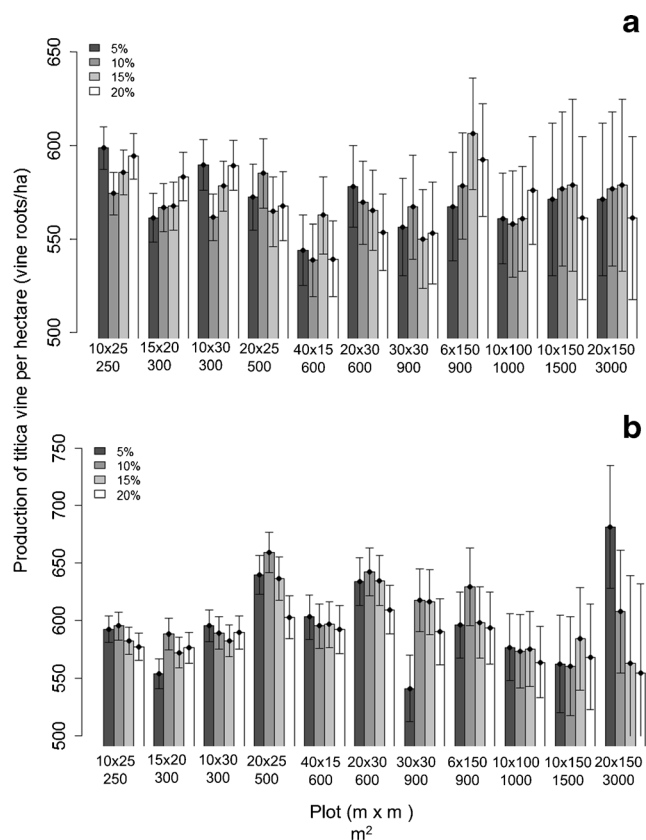 a
650
600
550
500
5%
10%
15%
20%
10x25 15x20 10x30 20x25 40x15 20x30 30x30 6x150 10x100 10x150 20x150
250 300 300 500 600 600 900 900 1000 1500 3000
Production of titica vine per hectare (vine roots/ha)
b
750
700
650
600
550
500
5%
10%
15%
20%
10x25 15x20 10x30 20x25 40x15 20x30 30x30 6x150 10x100 10x150 20x150
250 300 300 500 600 600 900 900 1000 1500 3000
Plot (m x m )
m²